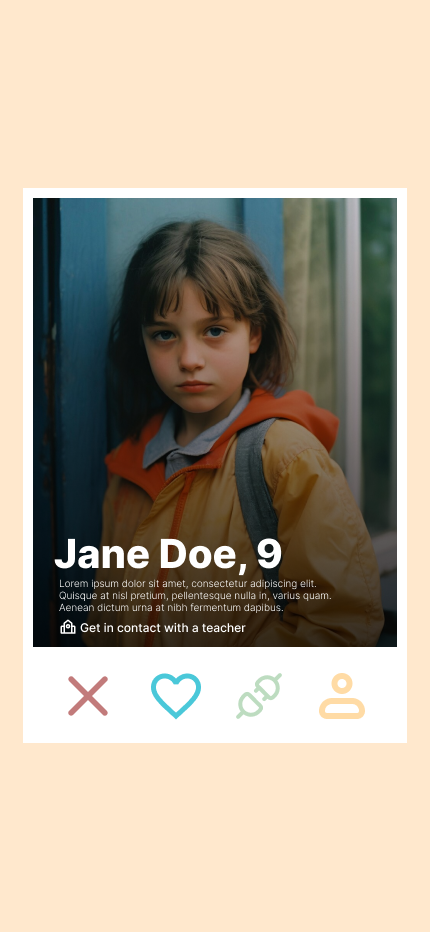 Jane Doe, 9
Lorem ipsum dolor sit amet, consectetur adipiscing elit.
Quisque at nisl pretium, pellentesque nulla in, varius quam.
Aenean dictum urna at nibh fermentum dapibus.
Get in contact with a teacher